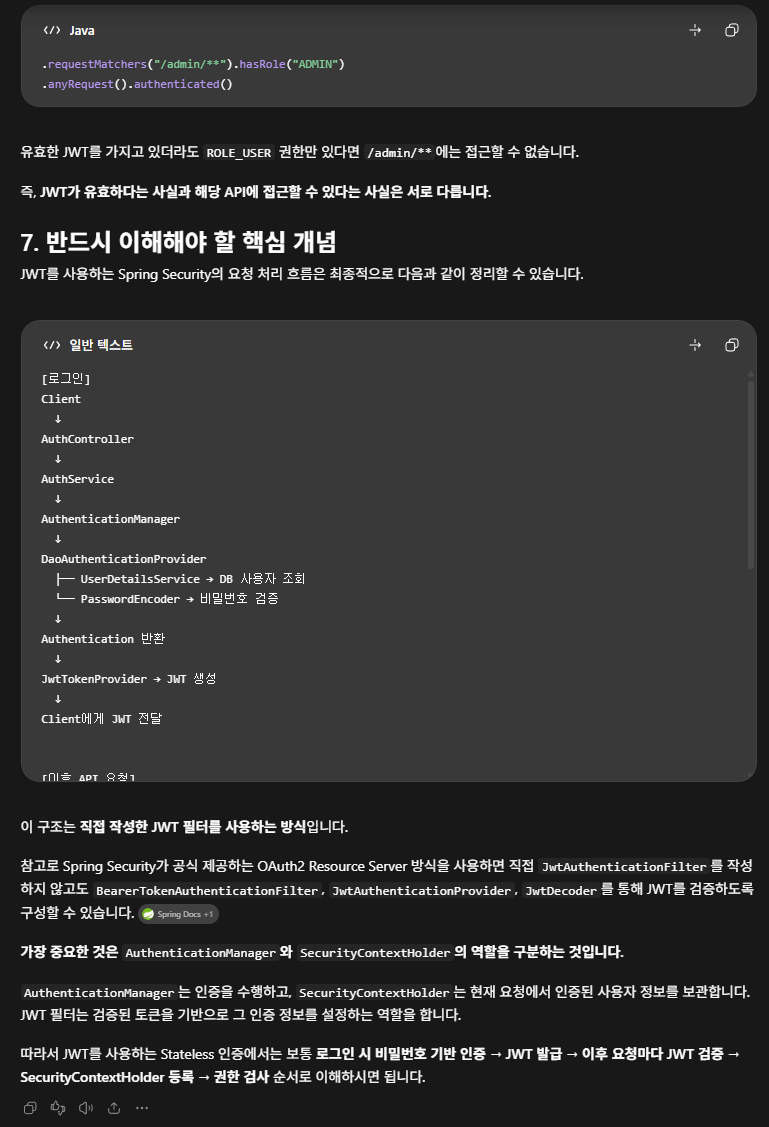 </> Java
.requestMatchers("/admin/**").hasRole("ADMIN")
.anyRequest().authenticated()
유효한 JWT를 가지고 있더라도 ROLE_USER 권한만 있다면 /admin/** 에는 접근할 수 없습니다.
즉, JWT가 유효하다는 사실과 해당 API에 접근할 수 있다는 사실은 서로 다릅니다.
7. 반드시 이해해야 할 핵심 개념
JWT를 사용하는 Spring Security의 요청 처리 흐름은 최종적으로 다음과 같이 정리할 수 있습니다.
</> 일반 텍스트
[로그인]
Client
↓
AuthController
↓
AuthService
↓
AuthenticationManager
↓
DaoAuthenticationProvider
├── UserDetailsService → DB 사용자 조회
└── PasswordEncoder → 비밀번호 검증
↓
Authentication 반환
↓
JwtTokenProvider → JWT 생성
↓
Client에게 JWT 전달
[이후 API 요청]
이 구조는 직접 작성한 JWT 필터를 사용하는 방식입니다.
참고로 Spring Security가 공식 제공하는 OAuth2 Resource Server 방식을 사용하면 직접 JwtAuthenticationFilter 를 작성
하지 않고도 BearerTokenAuthenticationFilter, JwtAuthenticationProvider, JwtDecoder 를 통해 JWT를 검증하도록
구성할 수 있습니다. Spring Docs +1
가장 중요한 것은 AuthenticationManager 와 SecurityContextHolder 의 역할을 구분하는 것입니다.
AuthenticationManager 는 인증을 수행하고, SecurityContextHolder 는 현재 요청에서 인증된 사용자 정보를 보관합니다.
JWT 필터는 검증된 토큰을 기반으로 그 인증 정보를 설정하는 역할을 합니다.
따라서 JWT를 사용하는 Stateless 인증에서는 보통 로그인 시 비밀번호 기반 인증 → JWT 발급 → 이후 요청마다 JWT 검증 →
SecurityContextHolder 등록 → 권한 검사 순서로 이해하시면 됩니다.